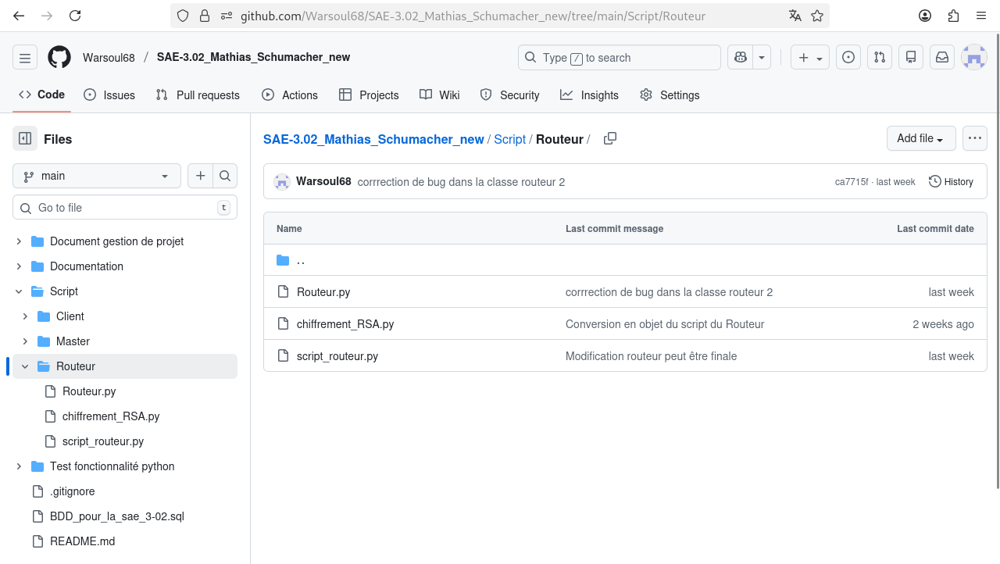 github.com/Warsoul68/SAE-3.02_Mathias_Schumacher_new/tree/main/Script/Routeur
Warsoul68 / SAE-3.02_Mathias_Schumacher_new
Type / to search
Code Issues Pull requests Actions Projects Wiki Security Insights Settings
Files
main
Go to file t
Document gestion de projet
Documentation
Script
Client
Master
Routeur
Routeur.py
chiffrement_RSA.py
script_routeur.py
Test fonctionnalité python
.gitignore
BDD_pour_la_sae_3-02.sql
README.md
SAE-3.02_Mathias_Schumacher_new / Script / Routeur /
Add file
Warsoul68 corrrection de bug dans la classe routeur 2 ca7715f · last week History
Name Last commit message Last commit date
..
Routeur.py corrrection de bug dans la classe routeur 2 last week
chiffrement_RSA.py Conversion en objet du script du Routeur 2 weeks ago
script_routeur.py Modification routeur peut être finale last week